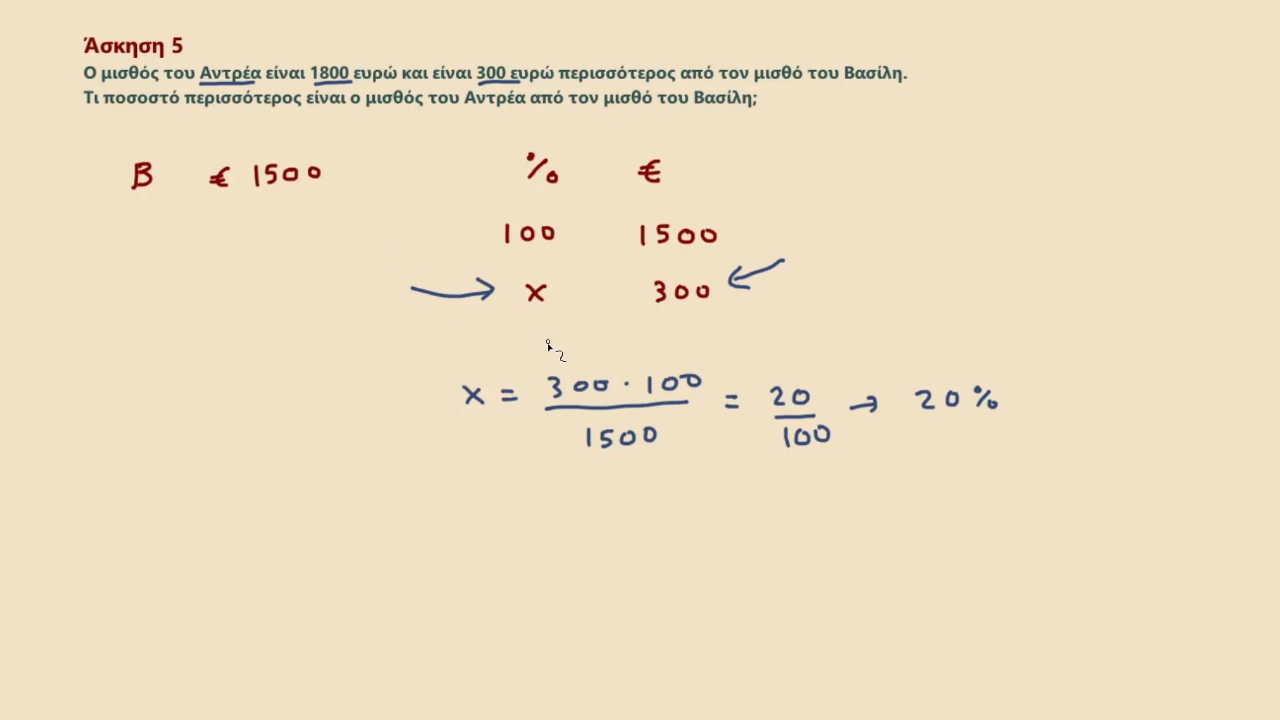 Άσκηση 5
Ο μισθός του Αντρέα είναι 1800 ευρώ και είναι 300 ευρώ περισσότερος από τον μισθό του Βασίλη.
Τι ποσοστό περισσότερος είναι ο μισθός του Αντρέα από τον μισθό του Βασίλη;
Β € 1500 % €
100 1500
→ x 300 ←
x = 300 · 100 / 1500 = 20 / 100 → 20 %